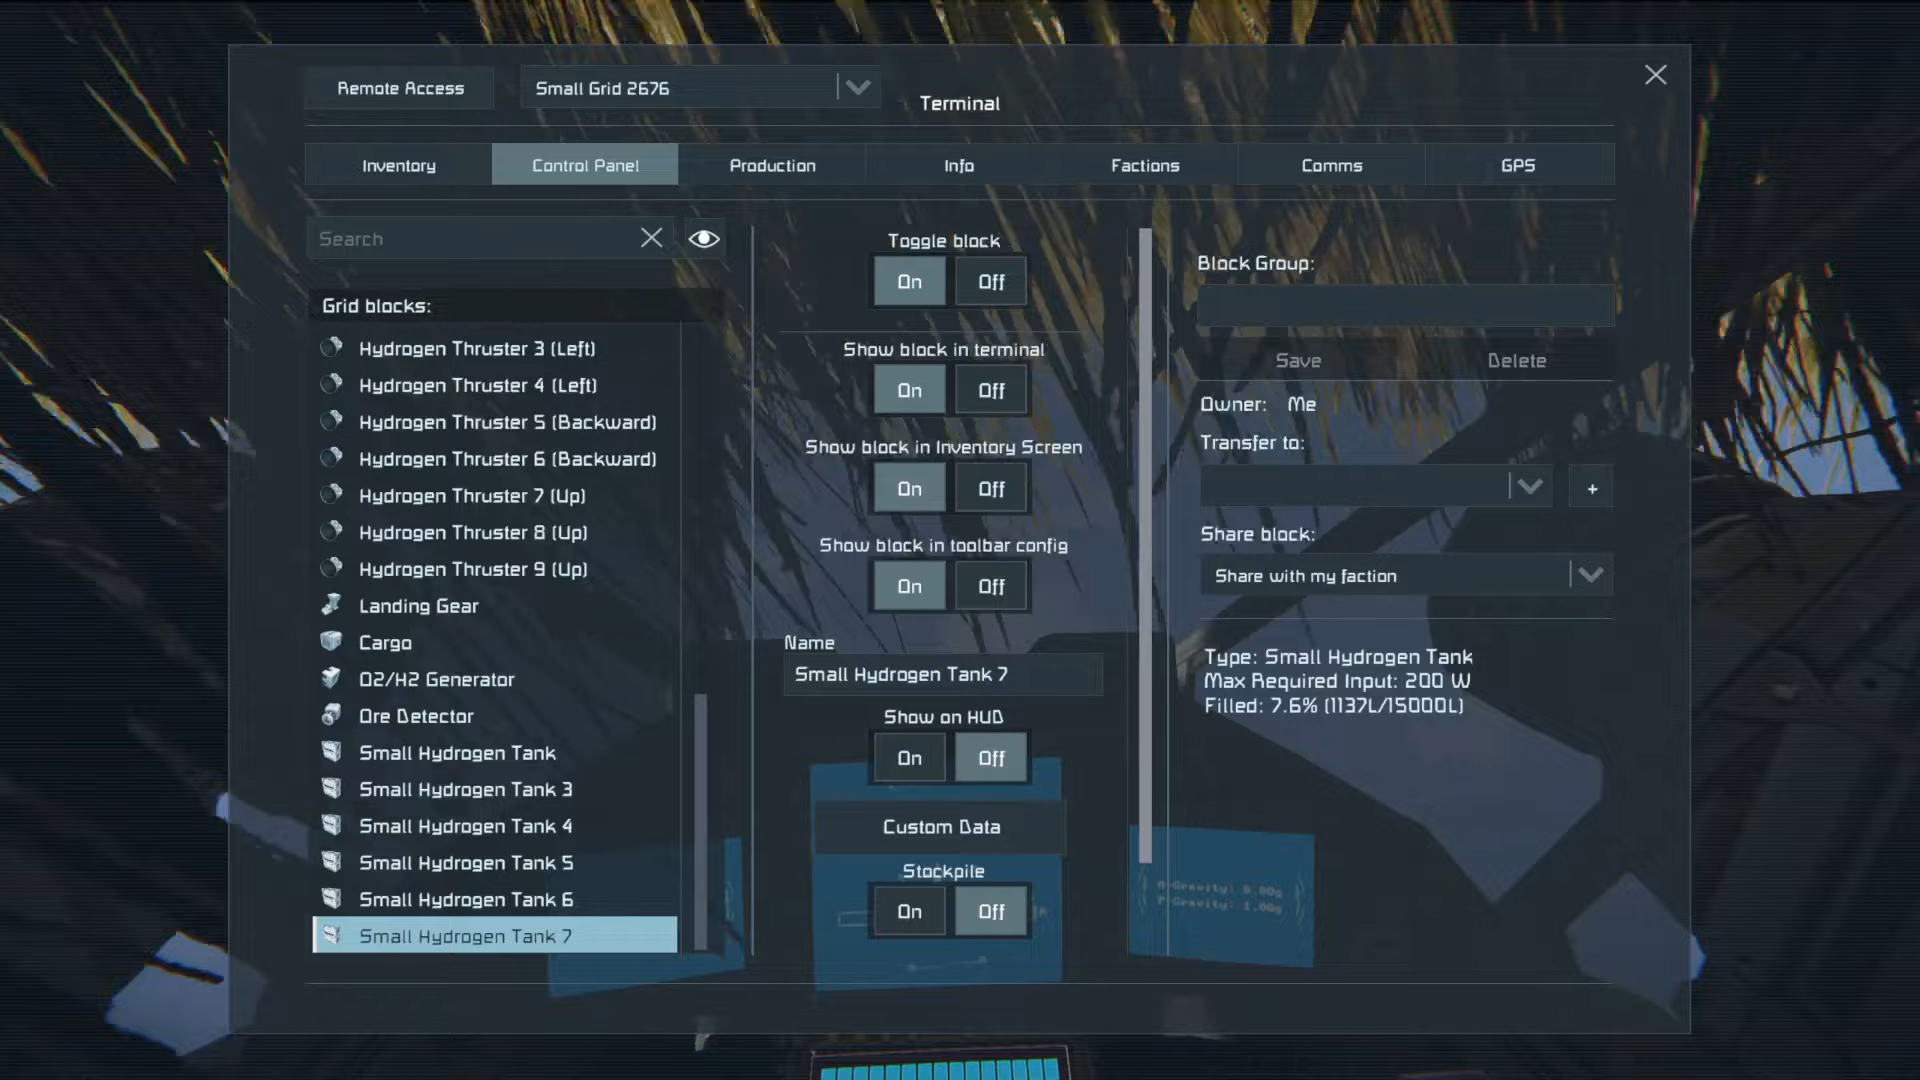 Remote Access
Small Grid 2676
Terminal
Inventory
Control Panel
Production
Info
Factions
Comms
GPS
Search
Grid blocks:
Hydrogen Thruster 3 (Left)
Hydrogen Thruster 4 (Left)
Hydrogen Thruster 5 (Backward)
Hydrogen Thruster 6 (Backward)
Hydrogen Thruster 7 (Up)
Hydrogen Thruster 8 (Up)
Hydrogen Thruster 9 (Up)
Landing Gear
Cargo
O2/H2 Generator
Ore Detector
Small Hydrogen Tank
Small Hydrogen Tank 3
Small Hydrogen Tank 4
Small Hydrogen Tank 5
Small Hydrogen Tank 6
Small Hydrogen Tank 7
Toggle block
On Off
Show block in terminal
On Off
Show block in Inventory Screen
On Off
Show block in toolbar config
On Off
Name
Small Hydrogen Tank 7
Show on HUD
On Off
Custom Data
Stockpile
On Off
Block Group:
Save Delete
Owner: Me
Transfer to:
+
Share block:
Share with my faction
Type: Small Hydrogen Tank
Max Required Input: 200 W
Filled: 7.6% (1137L/15000L)
Gravity: 0.00g
Gravity: 1.00g